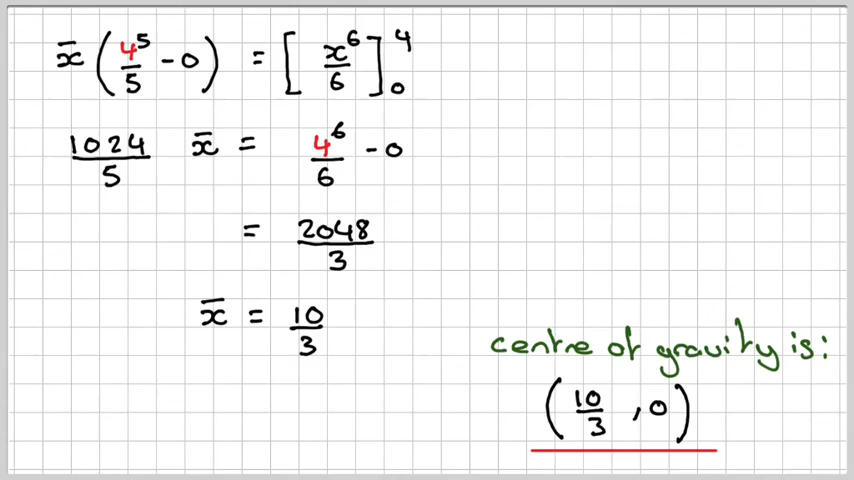 x̄ (4⁵/5 - 0) = [x⁶/6]₀⁴
1024/5 x̄ = 4⁶/6 - 0
= 2048/3
x̄ = 10/3
centre of gravity is:
(10/3 , 0)